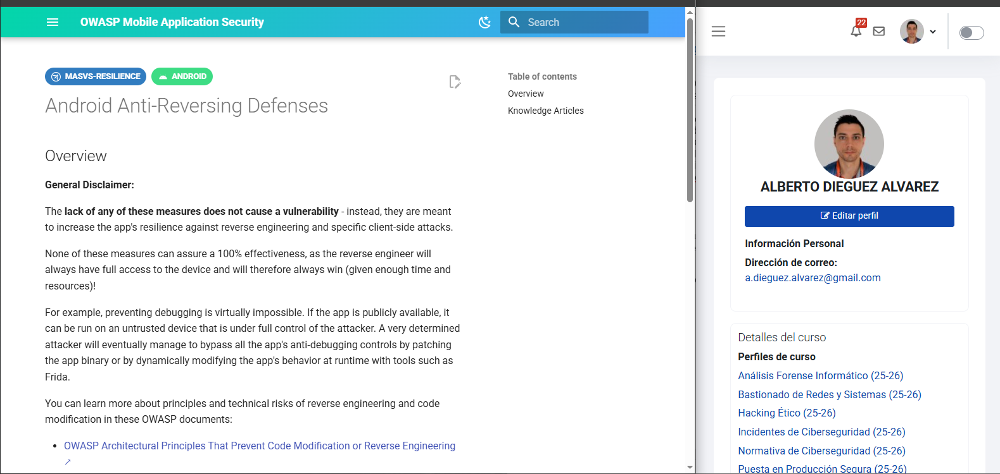 OWASP Mobile Application Security
Search
MASVS-RESILIENCE
ANDROID
Android Anti-Reversing Defenses
Overview
General Disclaimer:
The lack of any of these measures does not cause a vulnerability - instead, they are meant
to increase the app's resilience against reverse engineering and specific client-side attacks.
None of these measures can assure a 100% effectiveness, as the reverse engineer will
always have full access to the device and will therefore always win (given enough time and
resources)!
For example, preventing debugging is virtually impossible. If the app is publicly available, it
can be run on an untrusted device that is under full control of the attacker. A very determined
attacker will eventually manage to bypass all the app's anti-debugging controls by patching
the app binary or by dynamically modifying the app's behavior at runtime with tools such as
Frida.
You can learn more about principles and technical risks of reverse engineering and code
modification in these OWASP documents:
• OWASP Architectural Principles That Prevent Code Modification or Reverse Engineering
Table of contents
Overview
Knowledge Articles
22
ALBERTO DIEGUEZ ALVAREZ
Editar perfil
Información Personal
Dirección de correo:
a.dieguez.alvarez@gmail.com
Detalles del curso
Perfiles de curso
Análisis Forense Informático (25-26)
Bastionado de Redes y Sistemas (25-26)
Hacking Ético (25-26)
Incidentes de Ciberseguridad (25-26)
Normativa de Ciberseguridad (25-26)
Puesta en Producción Segura (25-26)